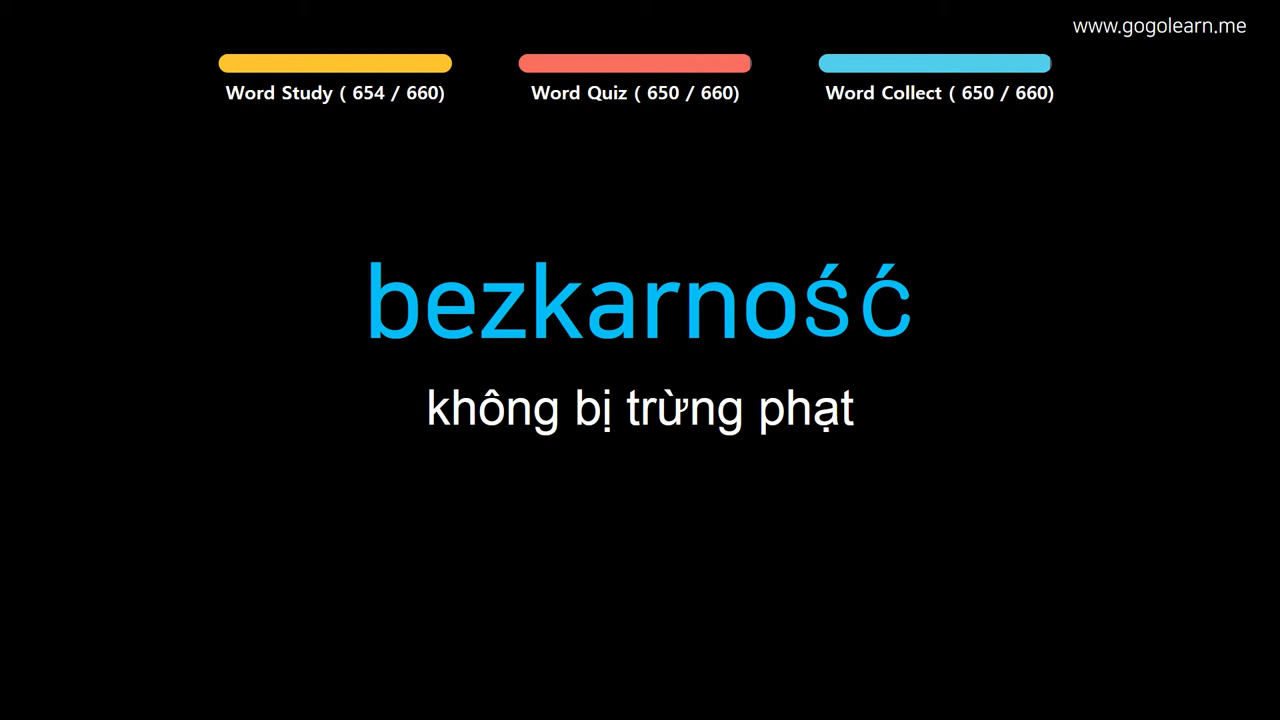 www.gogolearn.me
Word Study ( 654 / 660)
Word Quiz ( 650 / 660)
Word Collect ( 650 / 660)
bezkarność
không bị trừng phạt